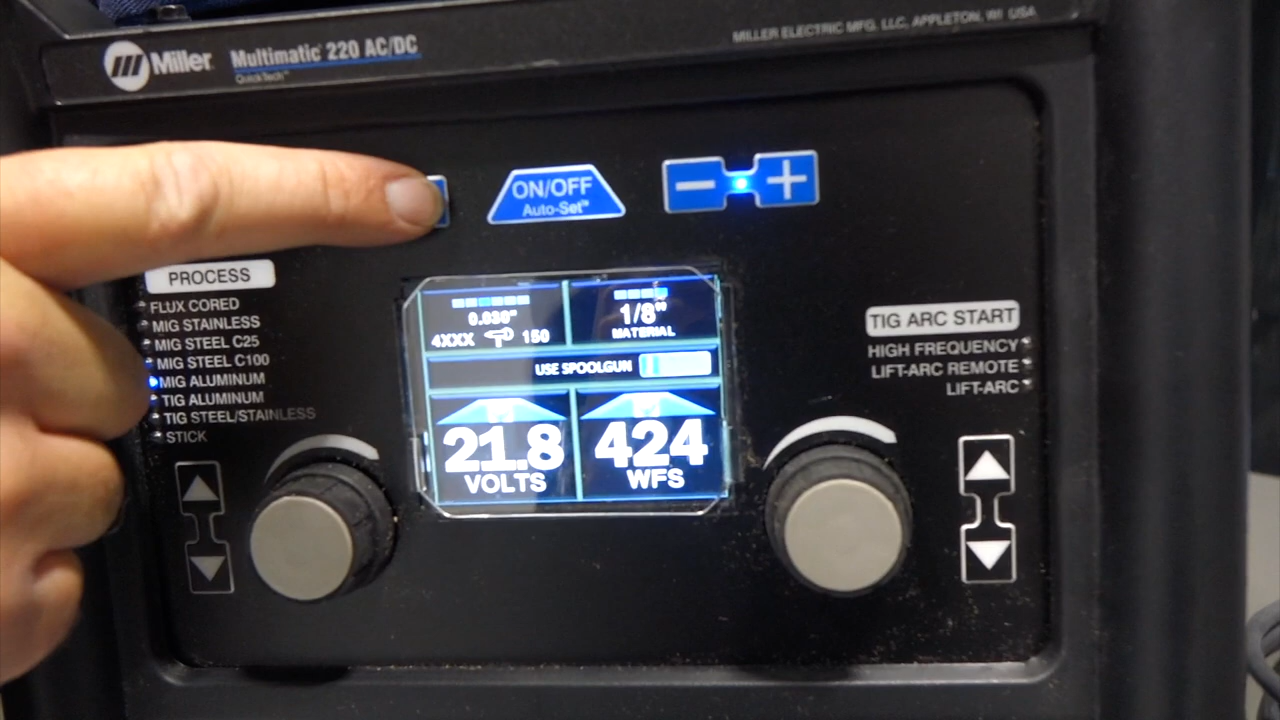 Miller Multimatic 220 AC/DC
QuickTech™
MILLER ELECTRIC MFG. LLC, APPLETON, WI USA
ON/OFF
Auto-Set™
− +
PROCESS
FLUX CORED
MIG STAINLESS
MIG STEEL C25
MIG STEEL C100
MIG ALUMINUM
TIG ALUMINUM
TIG STEEL/STAINLESS
STICK
0.030"
4XXX 150
1/8"
MATERIAL
USE SPOOLGUN
21.8
VOLTS
424
WFS
TIG ARC START
HIGH FREQUENCY
LIFT-ARC REMOTE
LIFT-ARC